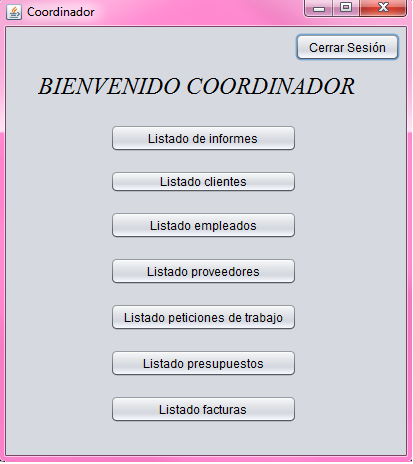 Coordinador
Cerrar Sesión
BIENVENIDO COORDINADOR
Listado de informes
Listado clientes
Listado empleados
Listado proveedores
Listado peticiones de trabajo
Listado presupuestos
Listado facturas